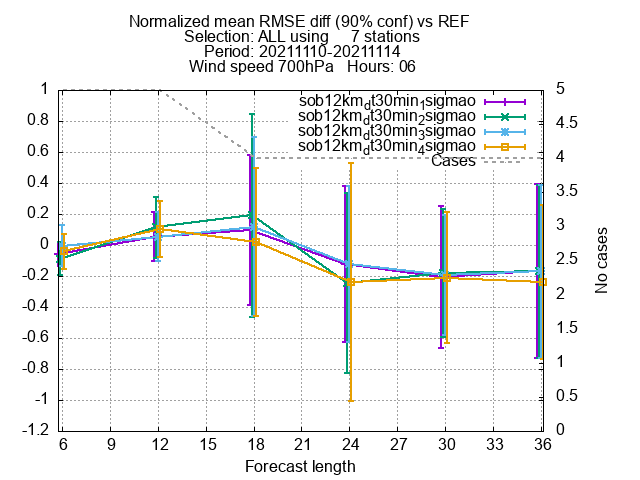 Normalized mean RMSE diff (90% conf) vs REF
Selection: ALL using     7 stations
Period: 20211110-20211114
Wind speed 700hPa   Hours: 06
sob12km_dt30min_1sigmao
sob12km_dt30min_2sigmao
sob12km_dt30min_3sigmao
sob12km_dt30min_4sigmao
Cases
1
0.8
0.6
0.4
0.2
0
-0.2
-0.4
-0.6
-0.8
-1
-1.2
5
4.5
4
3.5
3
2.5
2
1.5
1
0.5
0
No cases
6 9 12 15 18 21 24 27 30 33 36
Forecast length